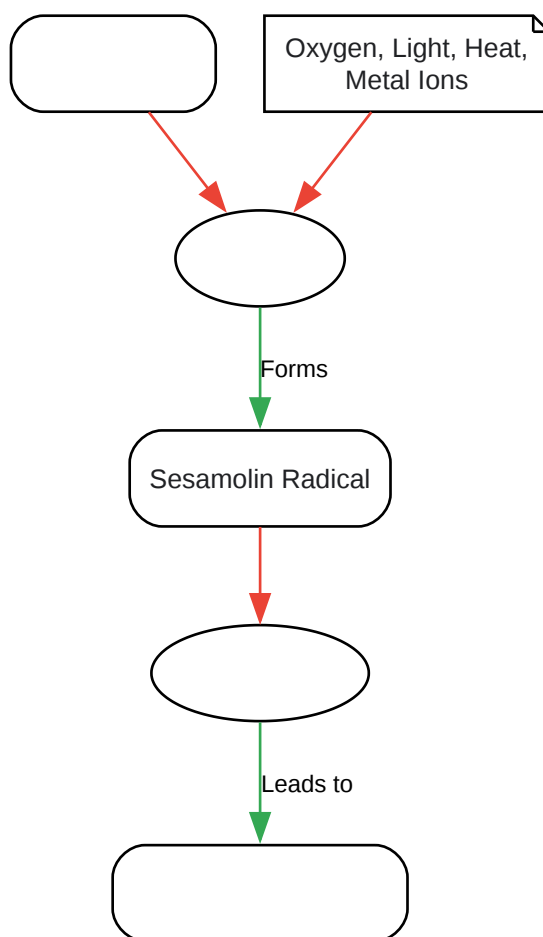 Oxygen, Light, Heat,
Metal Ions
Forms
Sesamolin Radical
Leads to